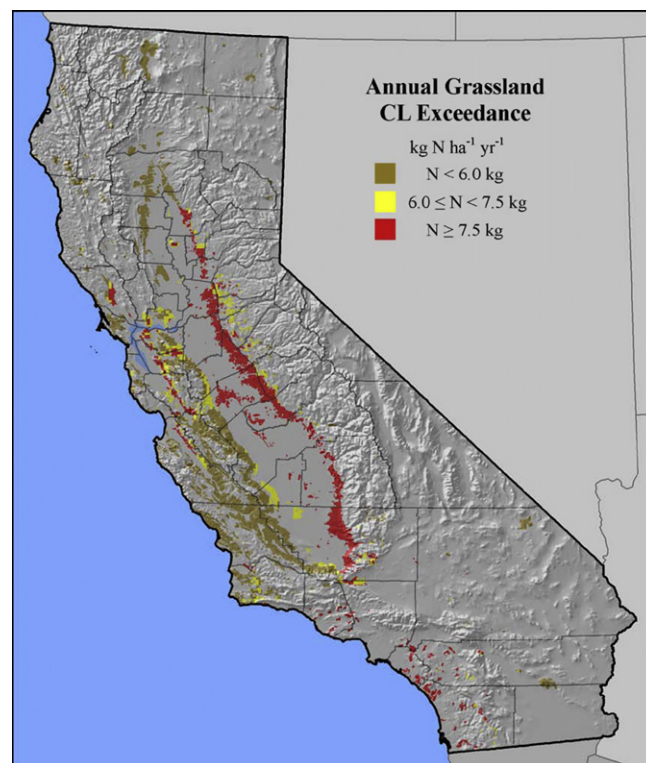 Annual Grassland
CL Exceedance
kg N ha⁻¹ yr⁻¹
N < 6.0 kg
6.0 ≤ N < 7.5 kg
N ≥ 7.5 kg